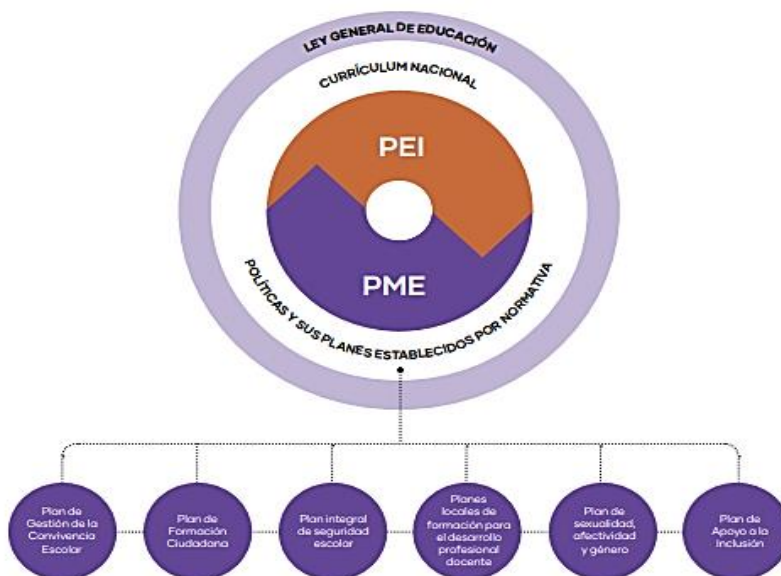 LEY GENERAL DE EDUCACIÓN
CURRÍCULUM NACIONAL
PEI
PME
POLÍTICAS Y SUS PLANES ESTABLECIDOS POR NORMATIVA
Plan de
Gestión de la
Convivencia
Escolar
Plan de
Formación
Ciudadana
Plan integral
de seguridad
escolar
Planes
locales de
formación para
el desarrollo
profesional
docente
Plan de
sexualidad,
afectividad
y género
Plan de
Apoyo a la
Inclusión